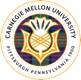 CARNEGIE MELLON UNIVERSITY
PITTSBURGH PENNSYLVANIA 1900